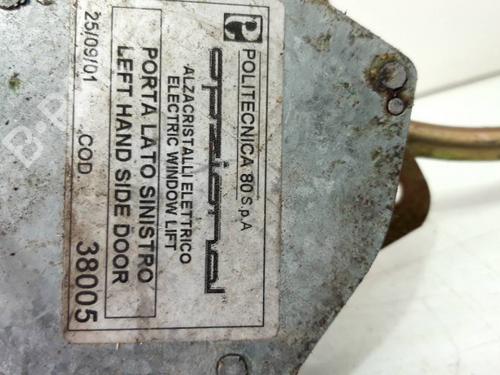 POLITECNICA 80 S.p.A
opzional
ALZACRISTALLI ELETTRICO
ELECTRIC WINDOW LIFT
PORTA LATO SINISTRO
LEFT HAND SIDE DOOR
25/09/01 COD. 38005